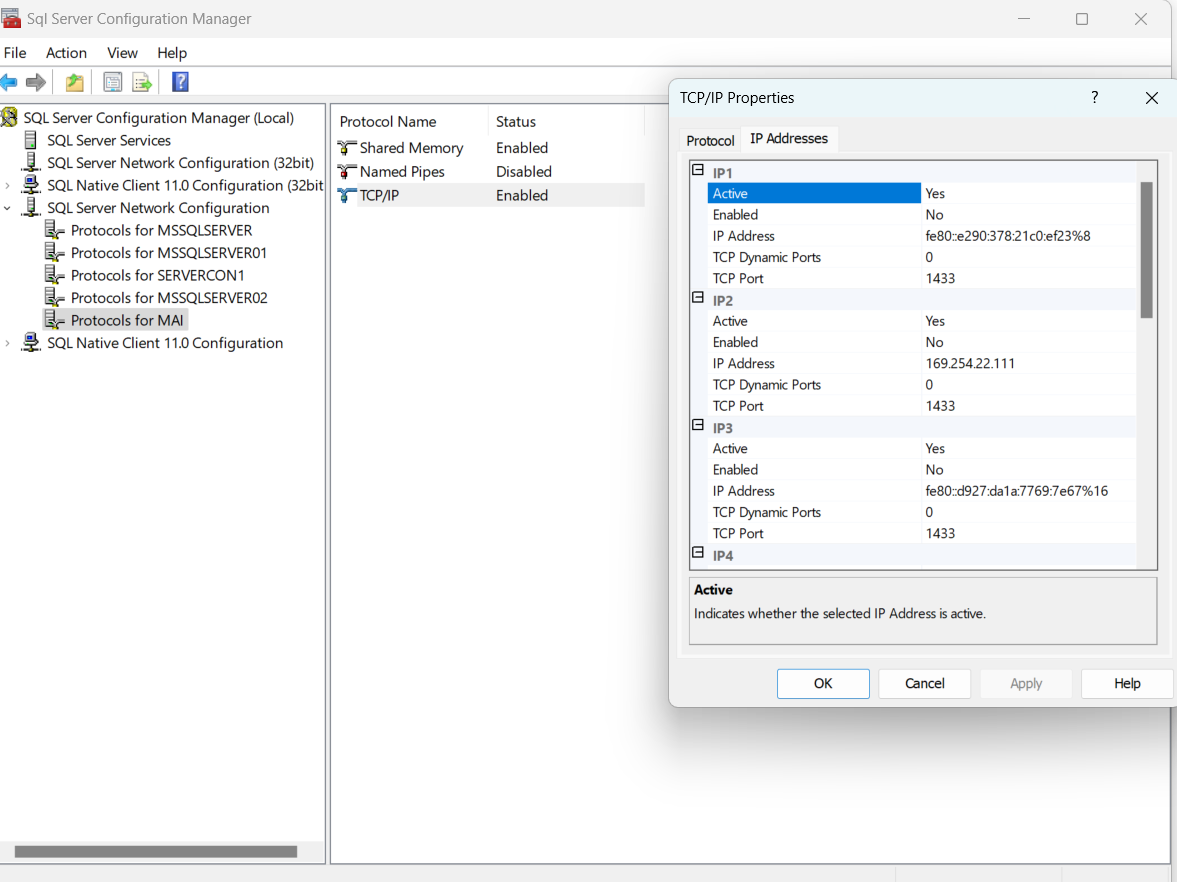 Sql Server Configuration Manager
File Action View Help
SQL Server Configuration Manager (Local)
SQL Server Services
SQL Server Network Configuration (32bit)
SQL Native Client 11.0 Configuration (32bit
SQL Server Network Configuration
Protocols for MSSQLSERVER
Protocols for MSSQLSERVER01
Protocols for SERVERCON1
Protocols for MSSQLSERVER02
Protocols for MAI
SQL Native Client 11.0 Configuration
Protocol Name Status
Shared Memory Enabled
Named Pipes Disabled
TCP/IP Enabled
TCP/IP Properties ?
Protocol IP Addresses
IP1
Active Yes
Enabled No
IP Address fe80::e290:378:21c0:ef23%8
TCP Dynamic Ports 0
TCP Port 1433
IP2
Active Yes
Enabled No
IP Address 169.254.22.111
TCP Dynamic Ports 0
TCP Port 1433
IP3
Active Yes
Enabled No
IP Address fe80::d927:da1a:7769:7e67%16
TCP Dynamic Ports 0
TCP Port 1433
IP4
Active
Indicates whether the selected IP Address is active.
OK Cancel Apply Help